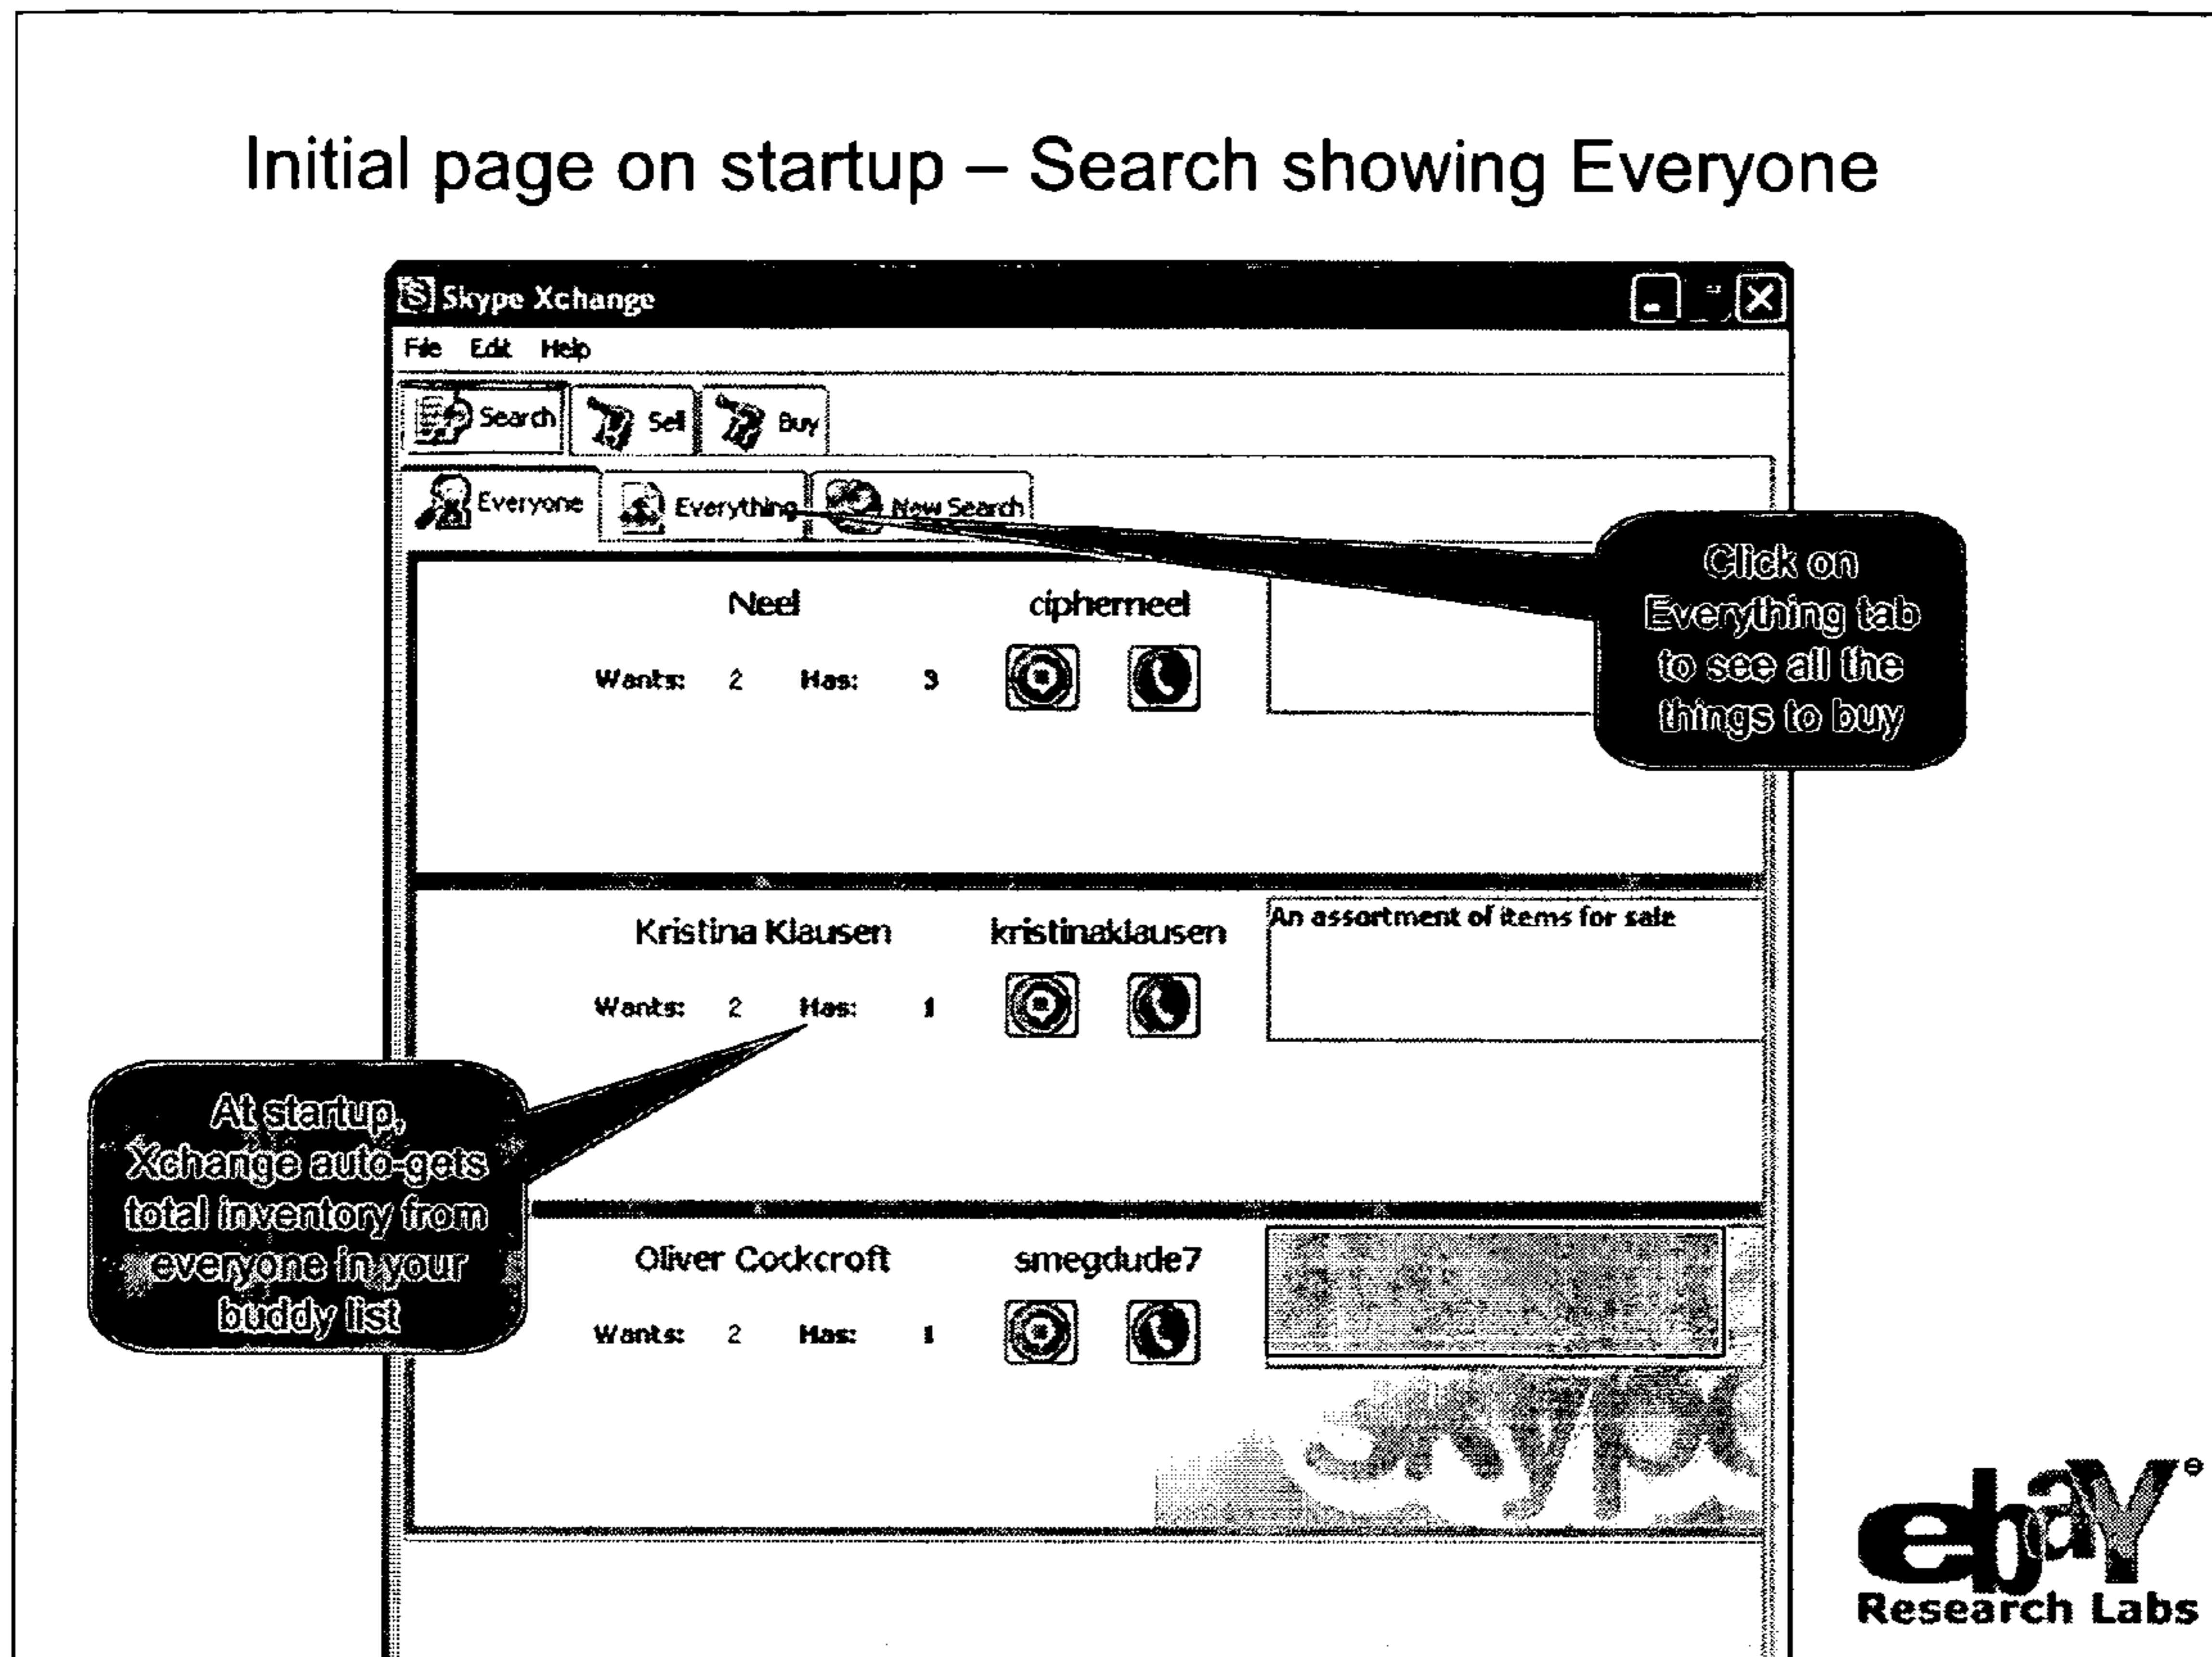 Initial page on startup – Search showing Everyone
Skype Xchange
File Edit Help
Search Sell Buy
Everyone Everything New Search
Click on
Everything tab
to see all the
things to buy
Neel cipherneel
Wants: 2 Has: 3
Kristina Klausen kristinaklausen An assortment of items for sale
Wants: 2 Has: 1
At startup,
Xchange auto-gets
total inventory from
everyone in your
buddy list
Oliver Cockcroft smegdude7
Wants: 2 Has: 1
skype
ebaY
Research Labs